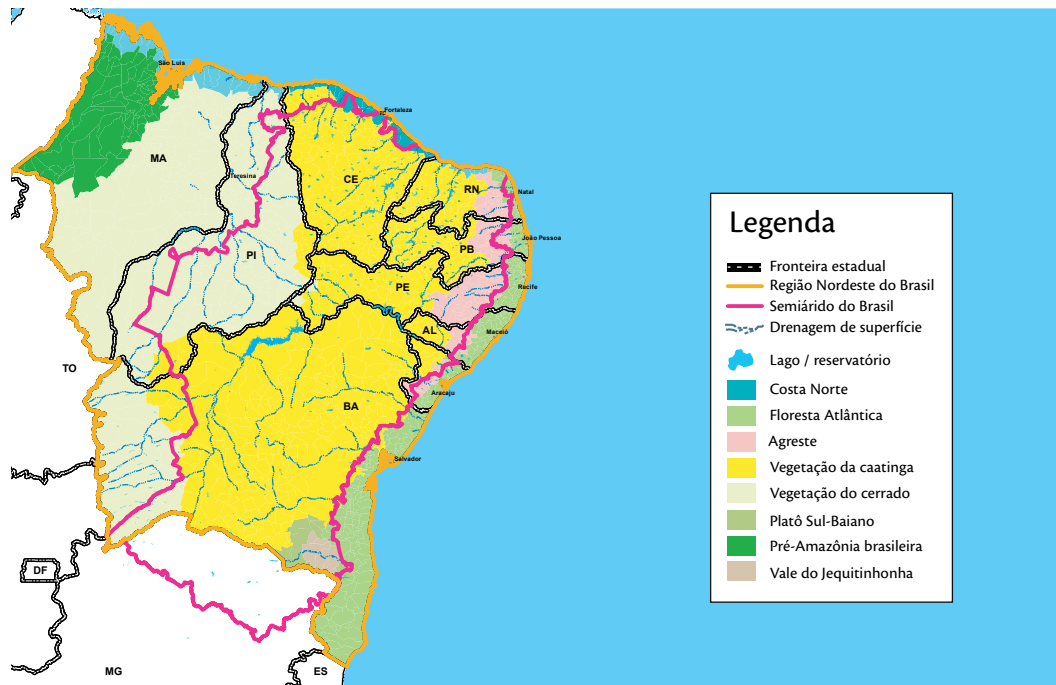 São Luis
Fortaleza
MA
Teresina
CE
RN
Natal
João Pessoa
PB
PI
PE
Recife
AL
Maceió
TO
Aracaju
BA
Salvador
DF
MG
ES
Legenda
Fronteira estadual
Região Nordeste do Brasil
Semiárido do Brasil
Drenagem de superfície
Lago / reservatório
Costa Norte
Floresta Atlântica
Agreste
Vegetação da caatinga
Vegetação do cerrado
Platô Sul-Baiano
Pré-Amazônia brasileira
Vale do Jequitinhonha